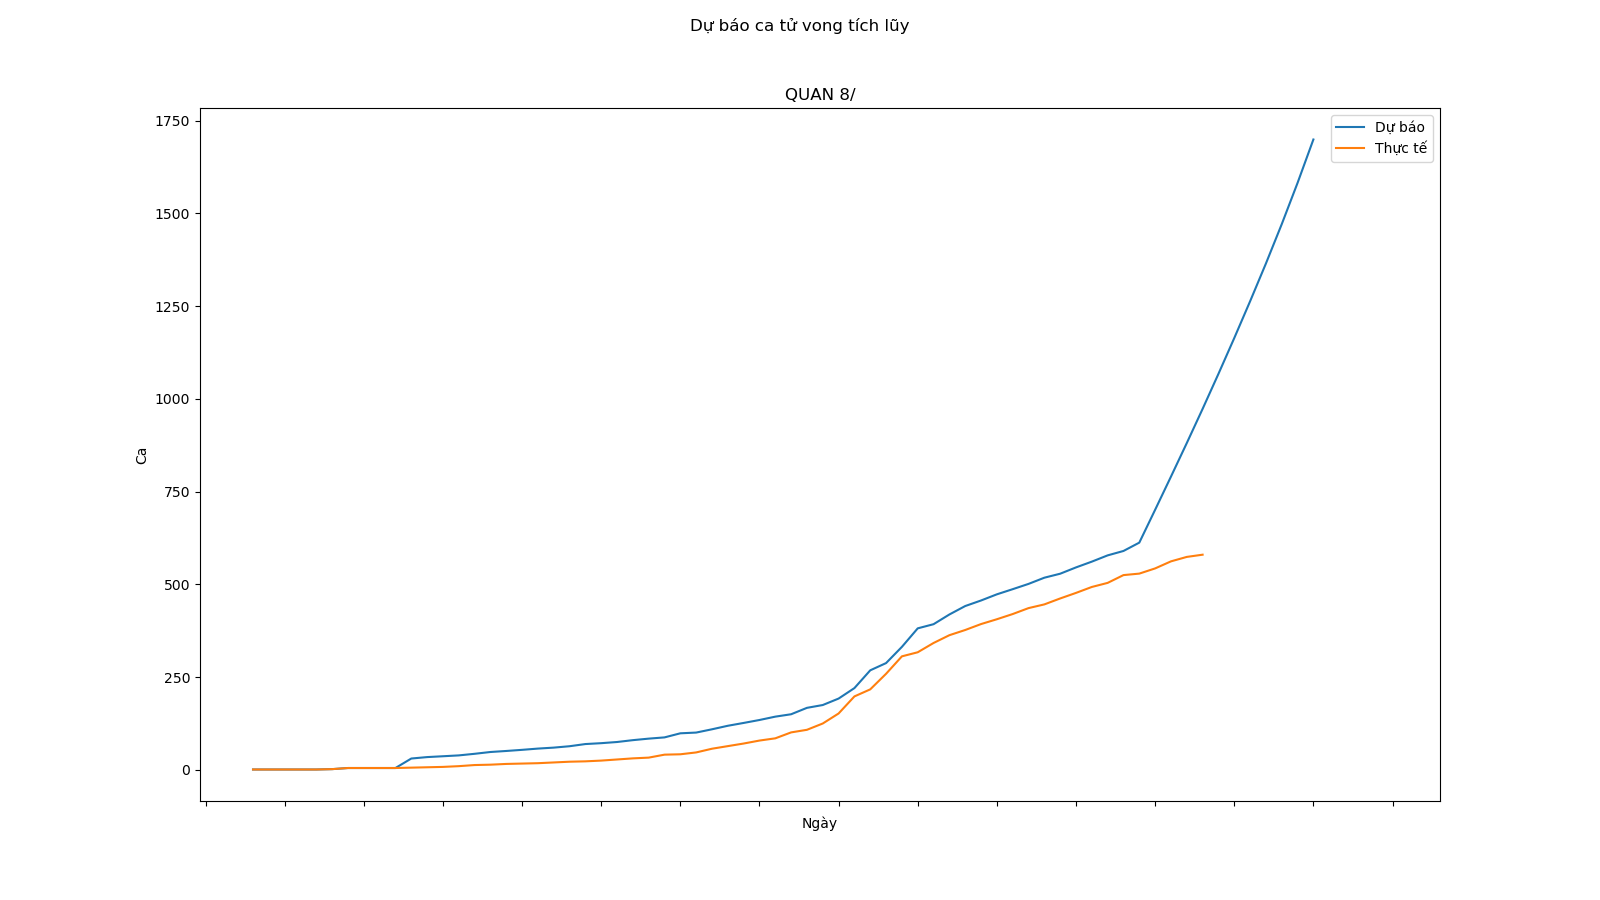 Dự báo ca tử vong tích lũy
QUAN 8/
Dự báo
Thực tế
1750
1500
1250
1000
750
500
250
0
Ca
Ngày